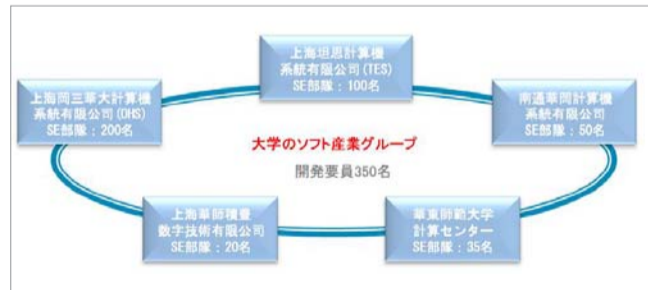 上海坦思計算機
系統有限公司(TES)
SE部隊：100名
上海岡三華大計算機
系統有限公司(OHS)
SE部隊：200名
南通華岡計算機
系統有限公司
SE部隊：50名
大学のソフト産業グループ
開発要員350名
上海華師積豊
数字技術有限公司
SE部隊：20名
華東師範大学
計算センター
SE部隊：35名